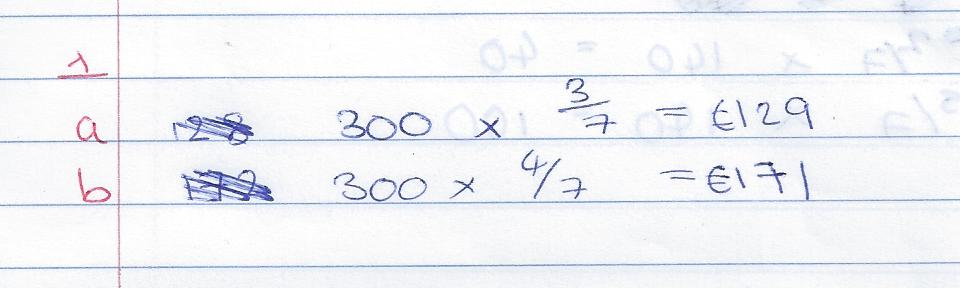 1
a 300 x 3/7 = €129
b 300 x 4/7 = €171